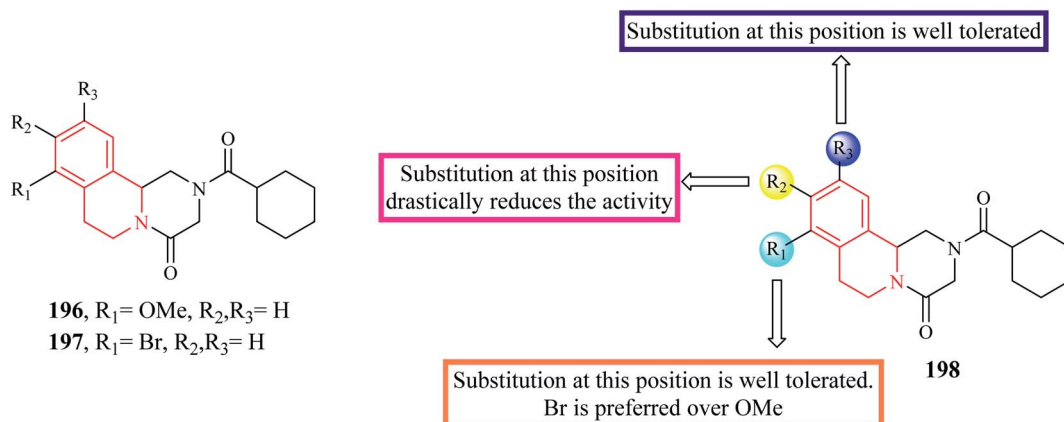 Substitution at this position is well tolerated
R₃
R₂
R₁
O
N
N
O
196, R₁= OMe, R₂,R₃= H
197, R₁= Br, R₂,R₃= H
Substitution at this position
drastically reduces the activity
R₃
R₂
R₁
O
N
N
O
198
Substitution at this position is well tolerated.
Br is preferred over OMe